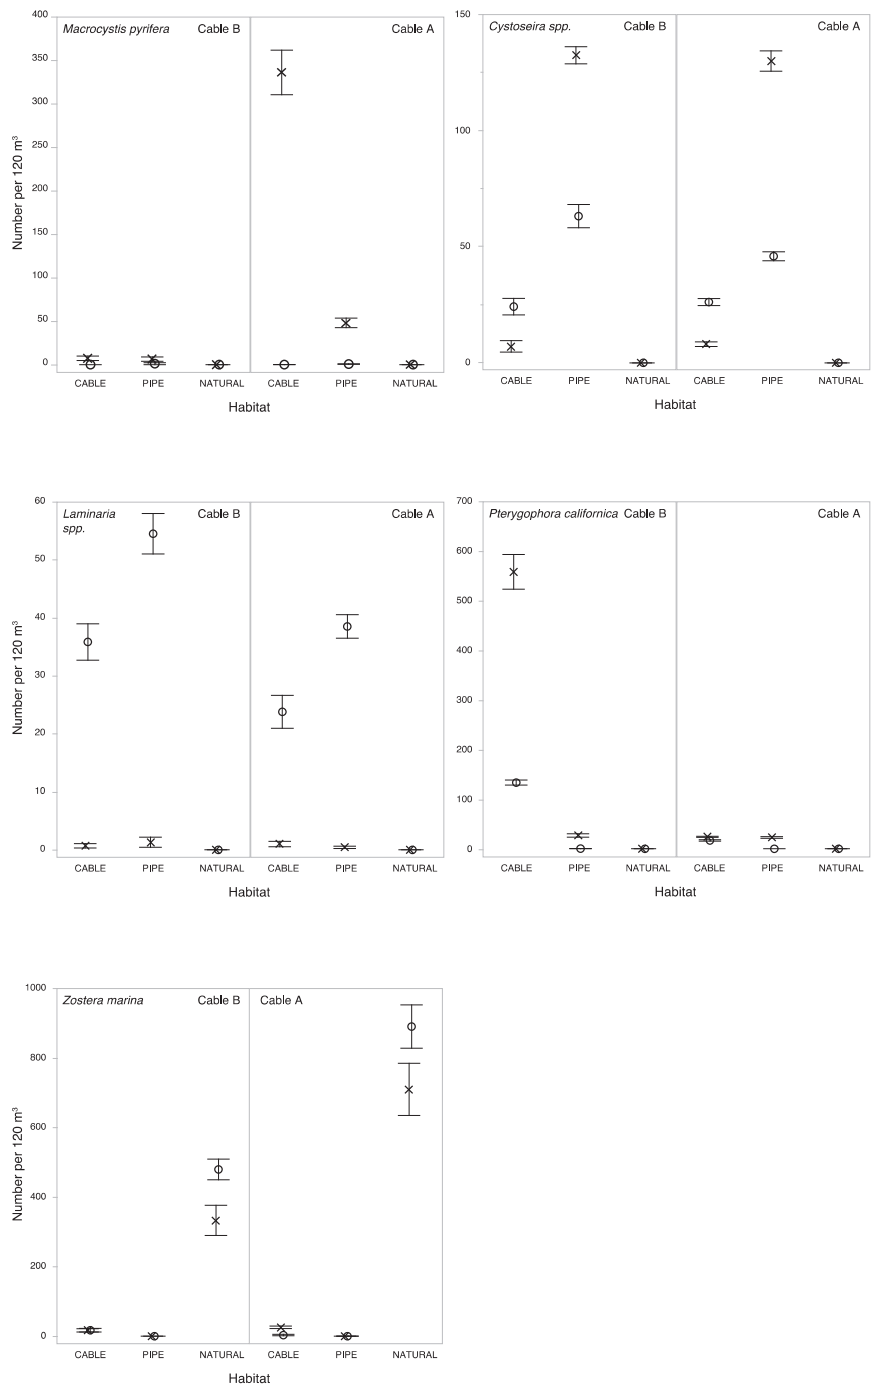 Macrocystis pyrifera Cable B Cable A
400
350
300
250
200
150
100
50
0
Number per 120 m³
CABLE PIPE NATURAL CABLE PIPE NATURAL
Habitat
Cystoseira spp. Cable B Cable A
150
100
50
0
CABLE PIPE NATURAL CABLE PIPE NATURAL
Habitat
Laminaria
spp.
Cable B Cable A
60
50
40
30
20
10
0
Number per 120 m³
CABLE PIPE NATURAL CABLE PIPE NATURAL
Habitat
Pterygophora californica Cable B Cable A
700
600
500
400
300
200
100
0
CABLE PIPE NATURAL CABLE PIPE NATURAL
Habitat
Zostera marina Cable B Cable A
1000
800
600
400
200
0
Number per 120 m³
CABLE PIPE NATURAL CABLE PIPE NATURAL
Habitat